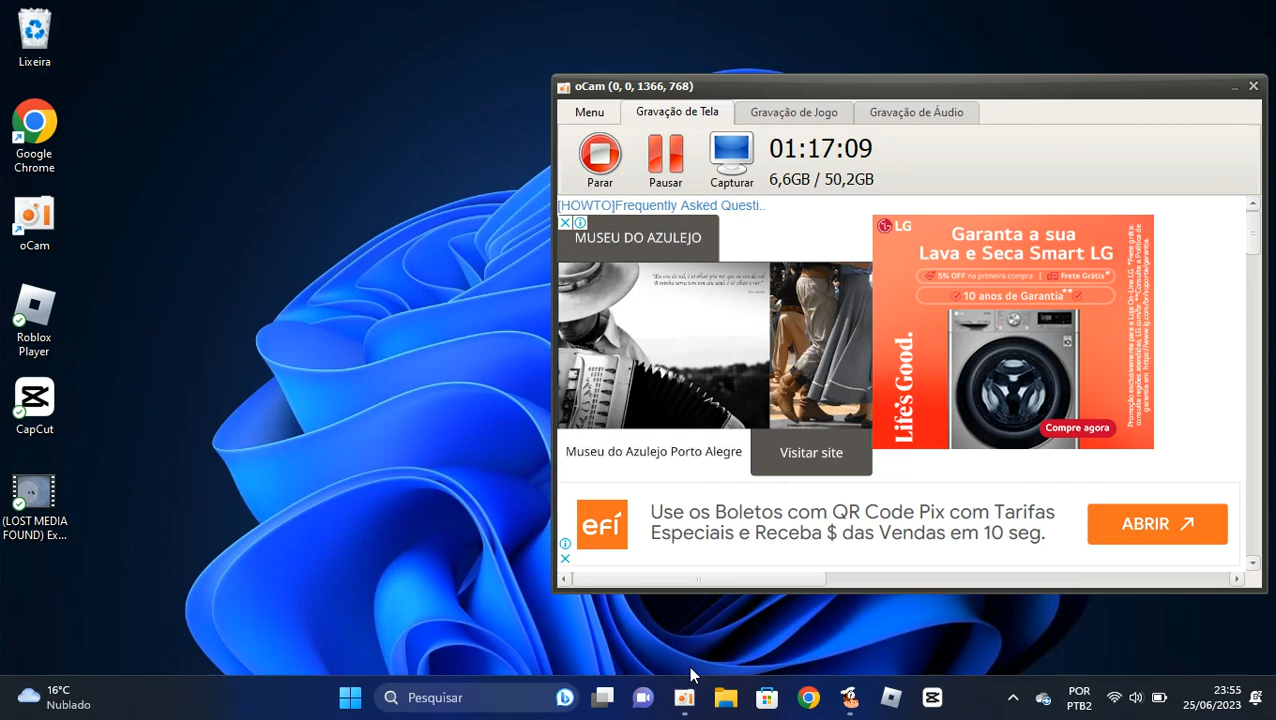 Lixeira
Google
Chrome
oCam
Roblox
Player
CapCut
(LOST MEDIA
FOUND) Ex...
oCam (0, 0, 1366, 768)
Menu
Gravação de Tela
Gravação de Jogo
Gravação de Áudio
Parar
Pausar
Capturar
01:17:09
6,6GB / 50,2GB
[HOWTO]Frequently Asked Questi..
MUSEU DO AZULEJO
Museu do Azulejo Porto Alegre
Visitar site
LG
Garanta a sua
Lava e Seca Smart LG
5% OFF na primeira compra
Frete Grátis*
10 anos de Garantia**
Life's Good.
Compre agora
efí
Use os Boletos com QR Code Pix com Tarifas
Especiais e Receba $ das Vendas em 10 seg.
ABRIR
16°C
Nublado
Pesquisar
POR
PTB2
23:55
25/06/2023